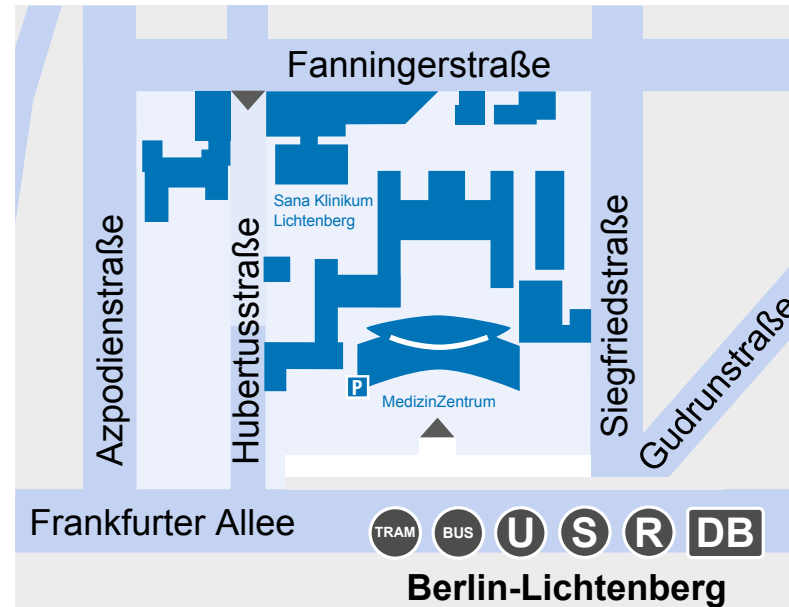 Fanningerstraße
Sana Klinikum
Lichtenberg
Azpodienstraße
Hubertusstraße
Siegfriedstraße
Gudrunstraße
P
MedizinZentrum
Frankfurter Allee
TRAM BUS U S R DB
Berlin-Lichtenberg